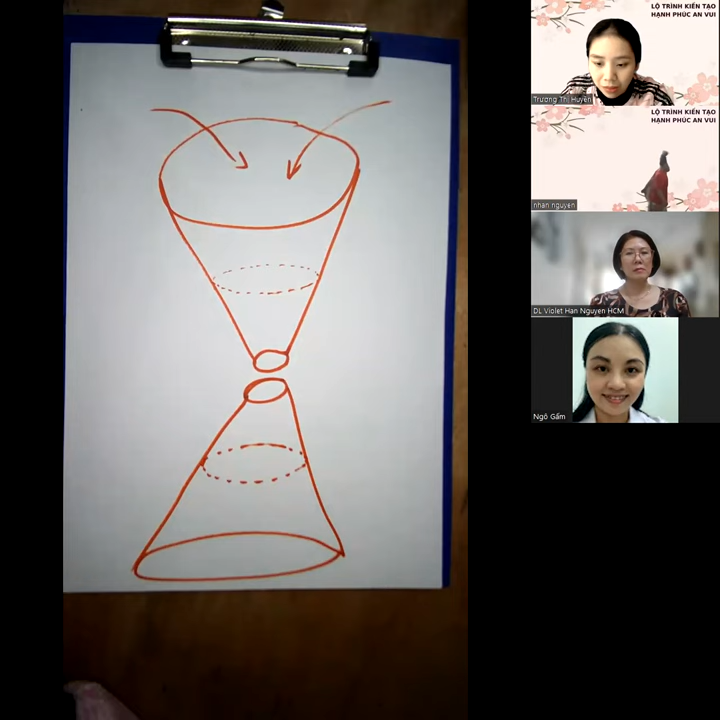 LỘ TRÌNH KIẾN TẠO
HẠNH PHÚC AN VUI
Trương Thị Huyền
LỘ TRÌNH KIẾN TẠO
HẠNH PHÚC AN VUI
nhan nguyen
DL Violet Han Nguyen HCM
Ngô Gấm